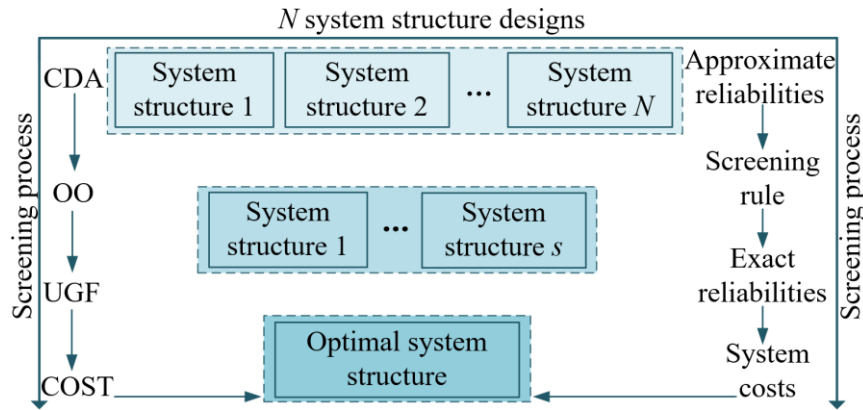 N system structure designs
CDA
System
structure 1
System
structure 2
...
System
structure N
Approximate
reliabilities
Screening process
Screening process
OO
System
structure 1
...
System
structure s
Screening
rule
UGF
Exact
reliabilities
Optimal system
structure
COST
System
costs